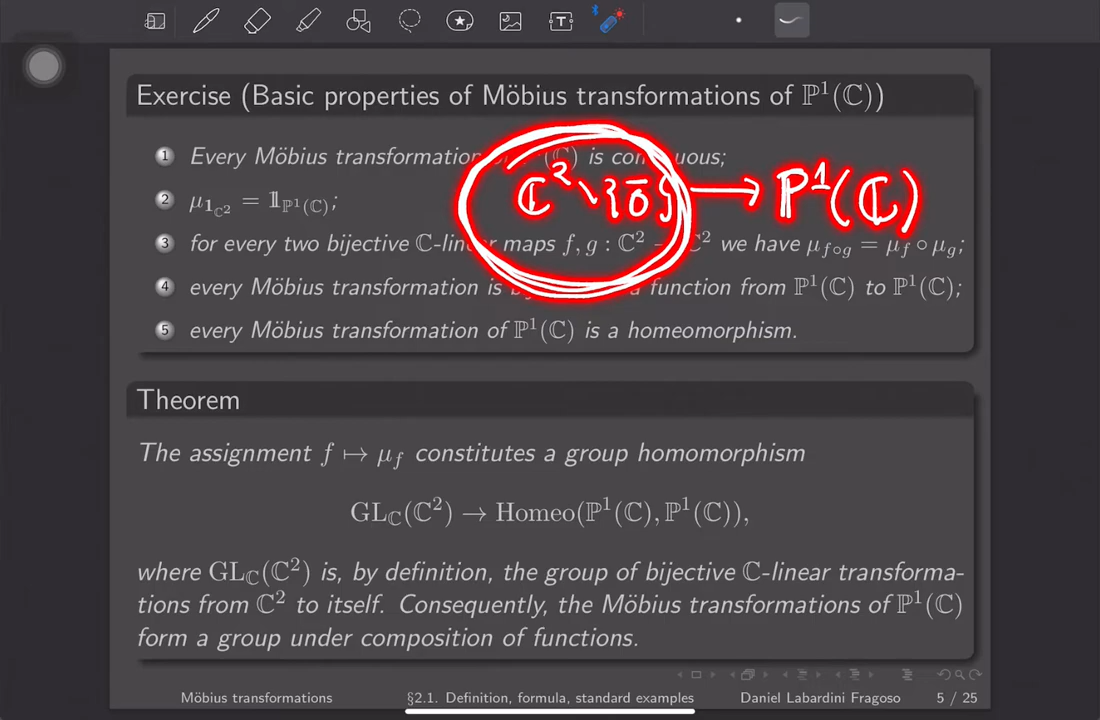 Exercise (Basic properties of Möbius transformations of ℙ¹(ℂ))
1 Every Möbius transformation (ℂ) is continuous;
ℂ² \ {0̄} → ℙ¹(ℂ)
2 μ_{1_{ℂ²}} = 𝟙_{ℙ¹(ℂ)};
3 for every two bijective ℂ-linear maps f, g : ℂ² → ℂ² we have μ_{f∘g} = μ_f ∘ μ_g;
4 every Möbius transformation is a function from ℙ¹(ℂ) to ℙ¹(ℂ);
5 every Möbius transformation of ℙ¹(ℂ) is a homeomorphism.
Theorem
The assignment f ↦ μ_f constitutes a group homomorphism
GL_ℂ(ℂ²) → Homeo(ℙ¹(ℂ), ℙ¹(ℂ)),
where GL_ℂ(ℂ²) is, by definition, the group of bijective ℂ-linear transforma-
tions from ℂ² to itself. Consequently, the Möbius transformations of ℙ¹(ℂ)
form a group under composition of functions.
Möbius transformations §2.1. Definition, formula, standard examples Daniel Labardini Fragoso 5 / 25